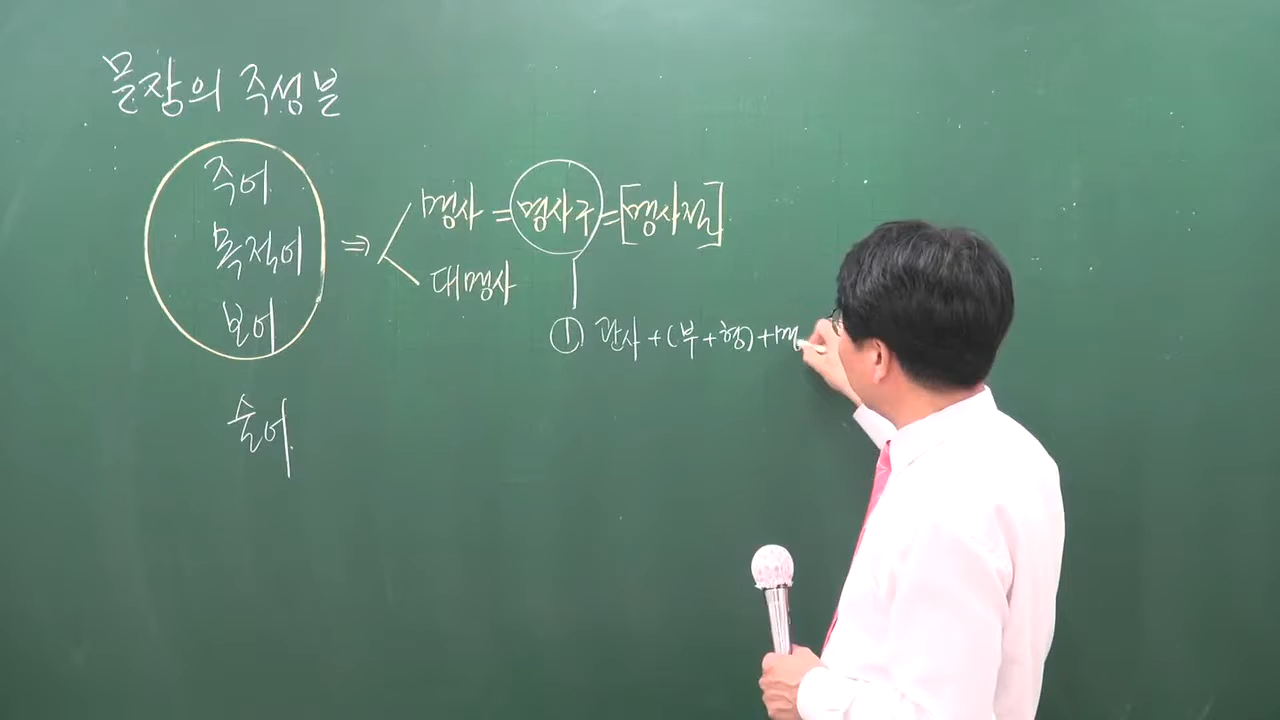 문장의 주성분
주어
목적어
보어
술어
⇒
명사 = 명사구 = [명사절]
대명사
① 관사 + (부 + 형) + 명